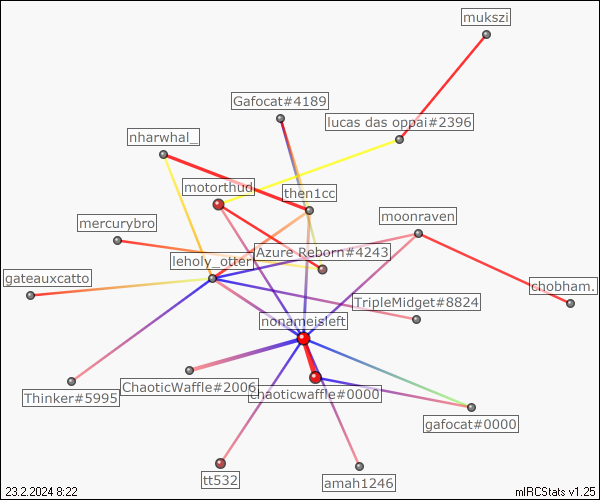 mukszi
Gafocat#4189
lucas das oppai#2396
nharwhal_
motorthud
then1cc
mercurybro
moonraven
Azure Reborn#4243
leholy_otter
gateauxcatto
chobham.
TripleMidget#8824
nonameisleft
ChaoticWaffle#2006
chaoticwaffle#0000
Thinker#5995
gafocat#0000
tt532
amah1246
23.2.2024 8:22
mIRCStats v1.25